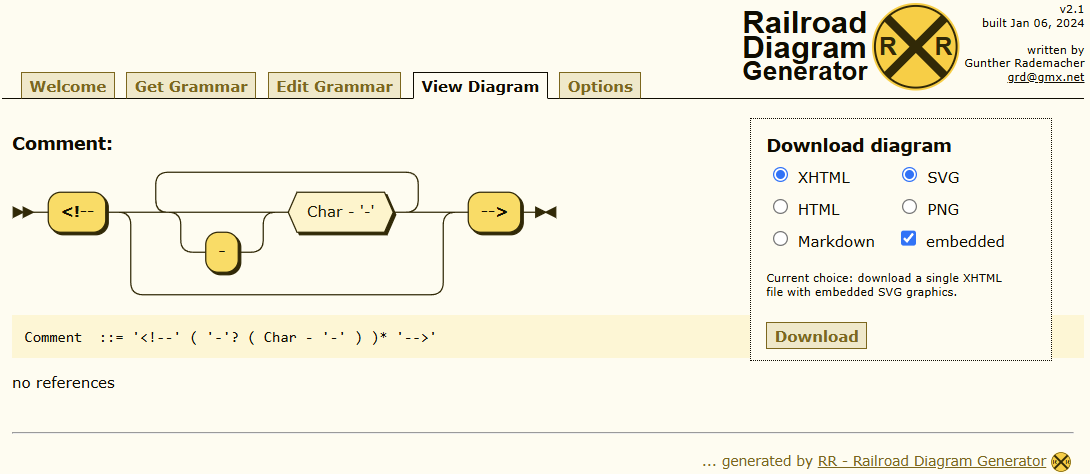 Railroad
Diagram
Generator
R R
v2.1
built Jan 06, 2024
written by
Gunther Rademacher
grd@gmx.net
Welcome
Get Grammar
Edit Grammar
View Diagram
Options
Comment:
<!--
-
Char - '-'
-->
Comment ::= '<!--' ( '-'? ( Char - '-' ) )* '-->'
no references
Download diagram
XHTML
SVG
HTML
PNG
Markdown
embedded
Current choice: download a single XHTML
file with embedded SVG graphics.
Download
... generated by RR - Railroad Diagram Generator
R R